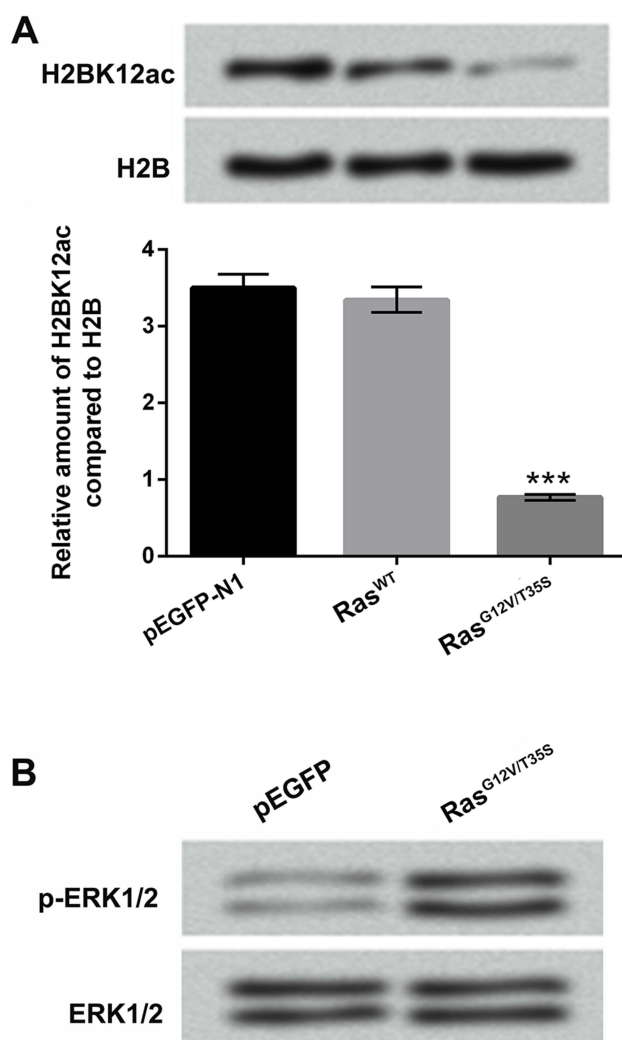 A
H2BK12ac
H2B
Relative amount of H2BK12ac
compared to H2B
4
3
2
1
0
***
pEGFP-N1
Ras^WT
Ras^G12V/T35S
B
pEGFP
Ras^G12V/T35S
p-ERK1/2
ERK1/2